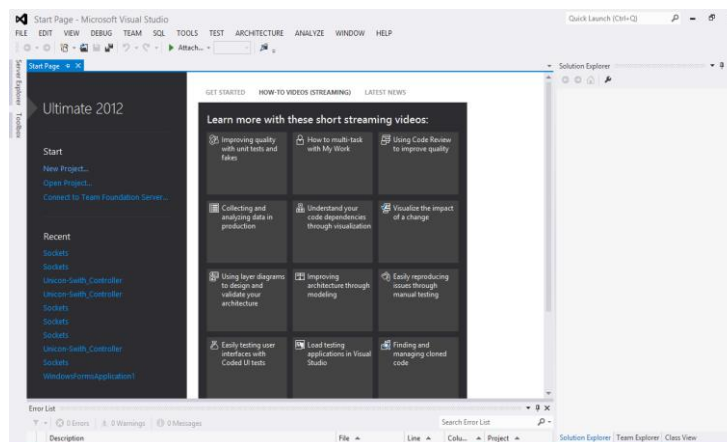 Start Page - Microsoft Visual Studio
Quick Launch (Ctrl+Q)
FILE EDIT VIEW DEBUG TEAM SQL TOOLS TEST ARCHITECTURE ANALYZE WINDOW HELP
Attach...
Server Explorer
Toolbox
Start Page
Solution Explorer
Ultimate 2012
Start
New Project...
Open Project...
Connect to Team Foundation Server...
Recent
Sockets
Sockets
Unicon-Swith_Controller
Unicon-Swith_Controller
Sockets
Sockets
Sockets
Unicon-Swith_Controller
Sockets
WindowsFormsApplication1
GET STARTED HOW-TO VIDEOS (STREAMING) LATEST NEWS
Learn more with these short streaming videos:
Improving quality
with unit tests and
fakes
How to multi-task
with My Work
Using Code Review
to improve quality
Collecting and
analyzing data in
production
Understand your
code dependencies
through visualization
Visualize the impact
of a change
Using layer diagrams
to design and
validate your
architecture
Improving
architecture through
modeling
Easily reproducing
issues through
manual testing
Easily testing user
interfaces with
Coded UI tests
Load testing
applications in Visual
Studio
Finding and
managing cloned
code
Error List
0 Errors 0 Warnings 0 Messages
Search Error List
Description File Line Colu... Project
Solution Explorer Team Explorer Class View